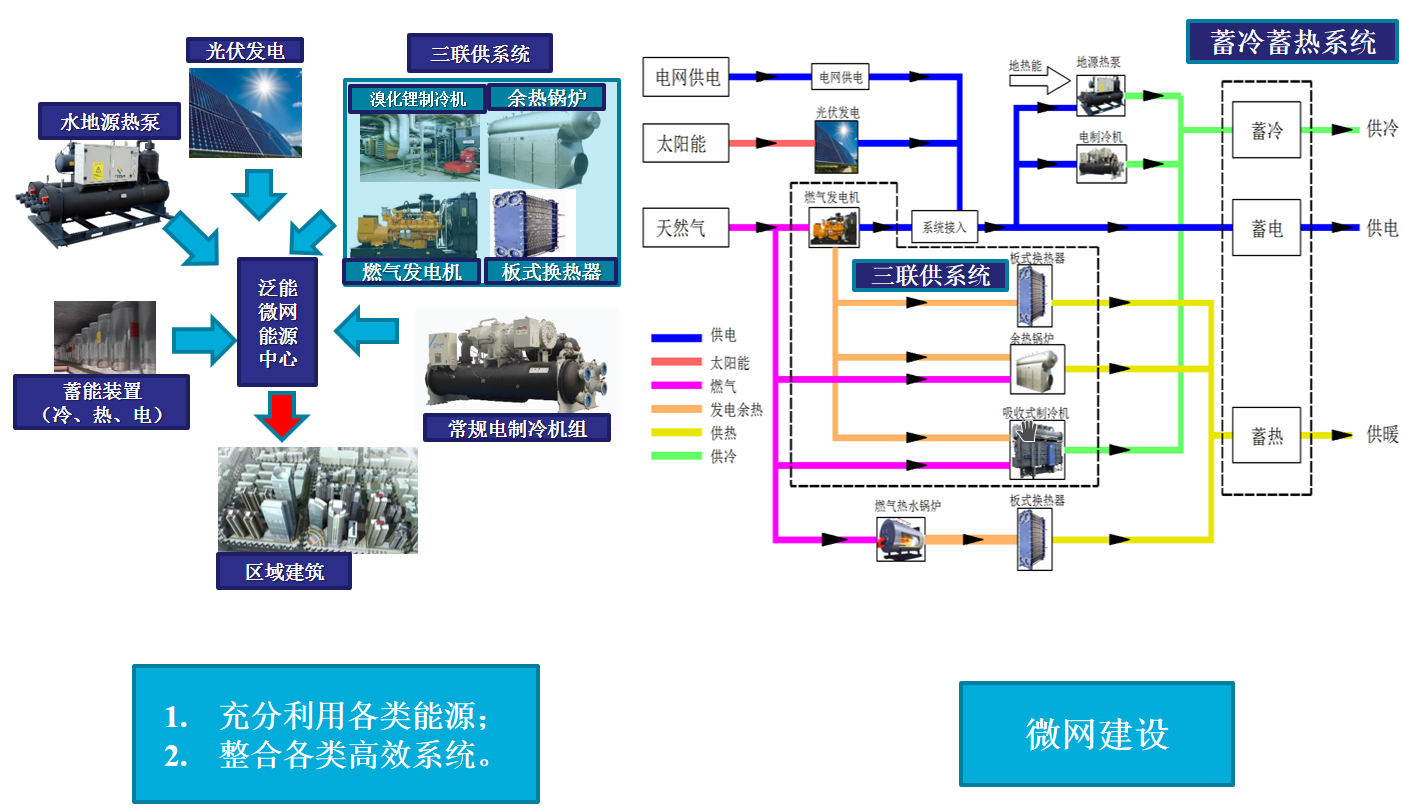 光伏发电
三联供系统
水地源热泵
溴化锂制冷机
余热锅炉
燃气发电机
板式换热器
泛能
微网
能源
中心
蓄能装置
（冷、热、电）
常规电制冷机组
区域建筑
1. 充分利用各类能源；
2. 整合各类高效系统。
蓄冷蓄热系统
电网供电
电网供电
地热能
地源热泵
太阳能
光伏发电
电制冷机
蓄冷
供冷
天然气
燃气发电机
系统接入
蓄电
供电
三联供系统
板式换热器
余热锅炉
吸收式制冷机
蓄热
供暖
燃气热水锅炉
板式换热器
供电
太阳能
燃气
发电余热
供热
供冷
微网建设